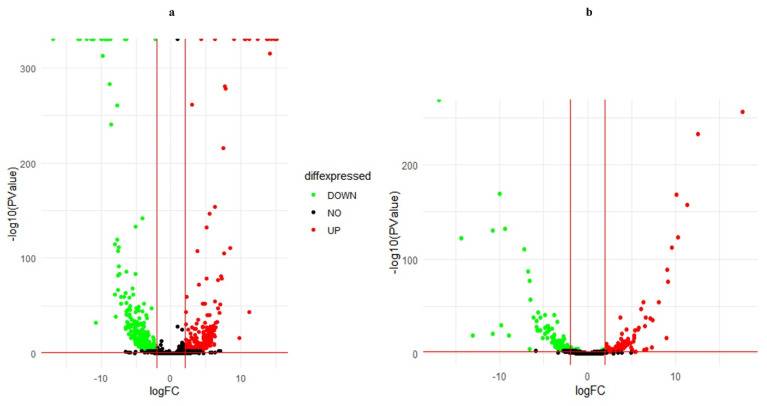 a
b
-log10(PValue)
300
200
100
0
-10
0
10
logFC
diffexpressed
DOWN
NO
UP
-log10(PValue)
200
100
0
-10
0
10
logFC